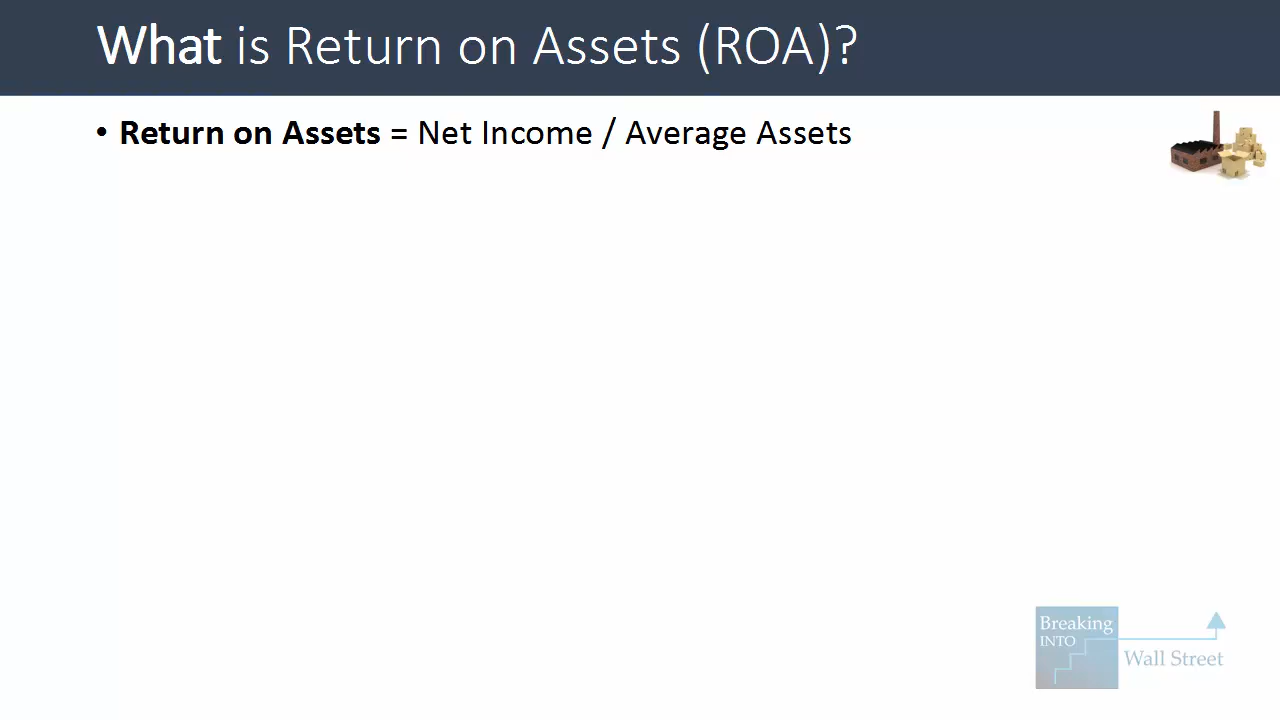 What is Return on Assets (ROA)?
• Return on Assets = Net Income / Average Assets
Breaking
INTO
Wall Street